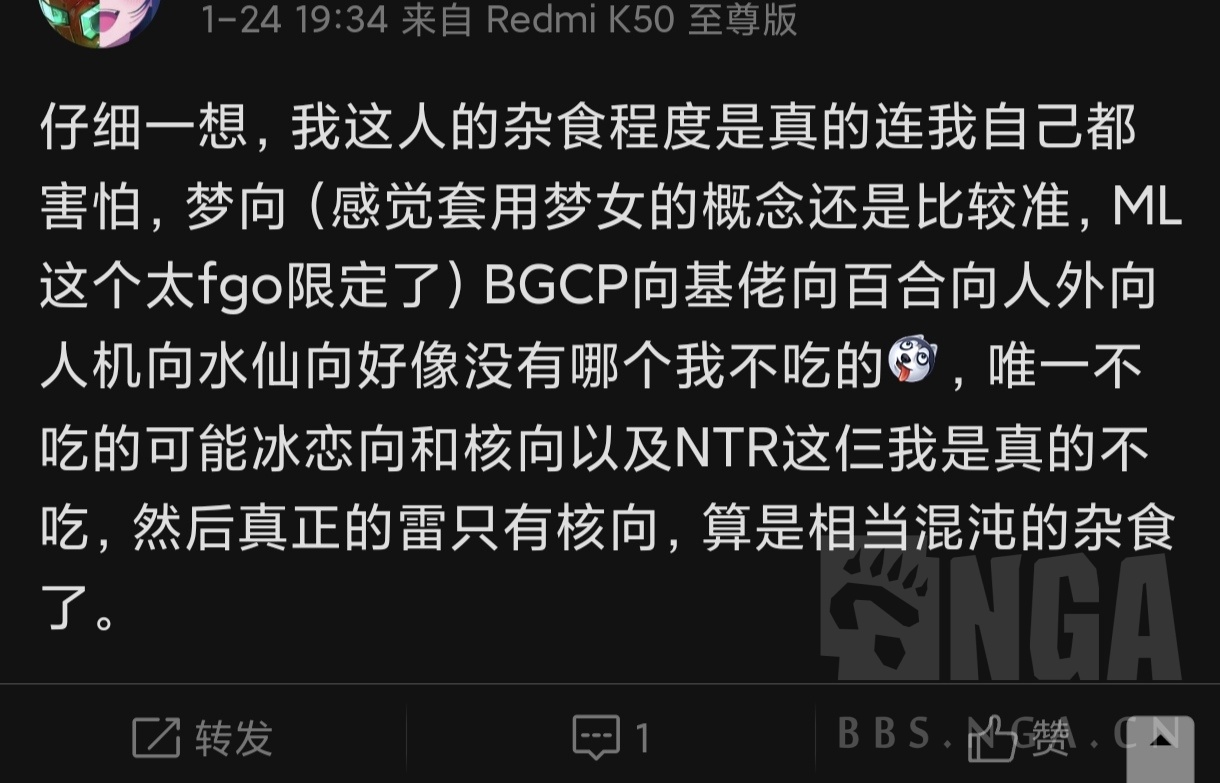 1-24 19:34 来自 Redmi K50 至尊版
仔细一想，我这人的杂食程度是真的连我自己都
害怕，梦向（感觉套用梦女的概念还是比较准，ML
这个太fgo限定了）BGCP向基佬向百合向人外向
人机向水仙向好像没有哪个我不吃的，唯一不
吃的可能冰恋向和核向以及NTR这仨我是真的不
吃，然后真正的雷只有核向，算是相当混沌的杂食
了。
NGA
转发 1 赞
BBS.NGA.CN